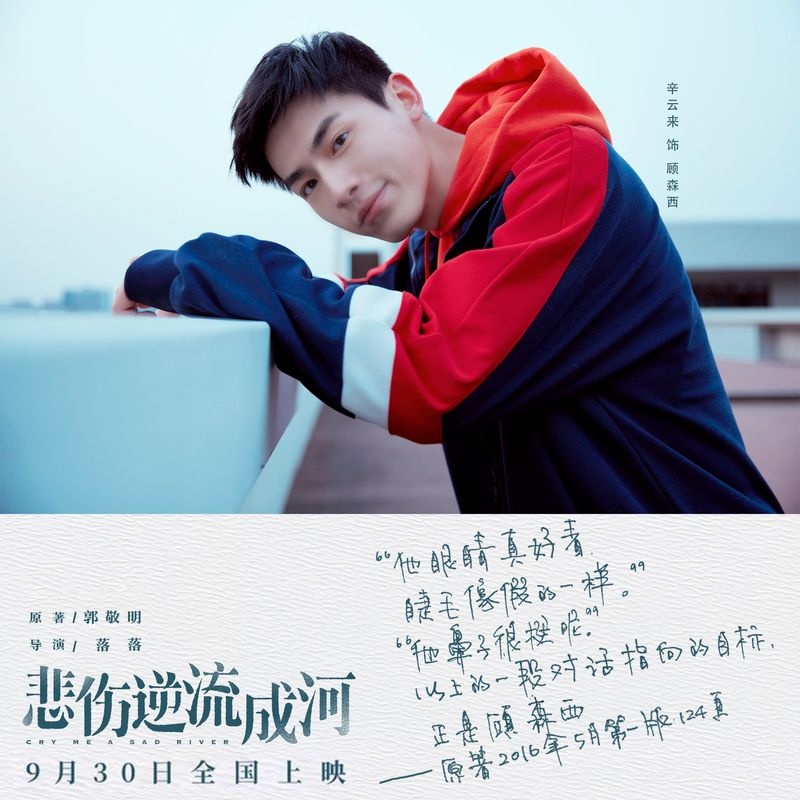 辛云来 饰 顾森西
“他眼睛真好看，
睫毛像假的一样。”
“他鼻子很挺呢。”
以上的一段对话指向的目标，
正是顾森西
——原著2016年5月第一版124页
原著/郭敬明
导演/落落
悲伤逆流成河
CRY ME A SAD RIVER
9月30日全国上映